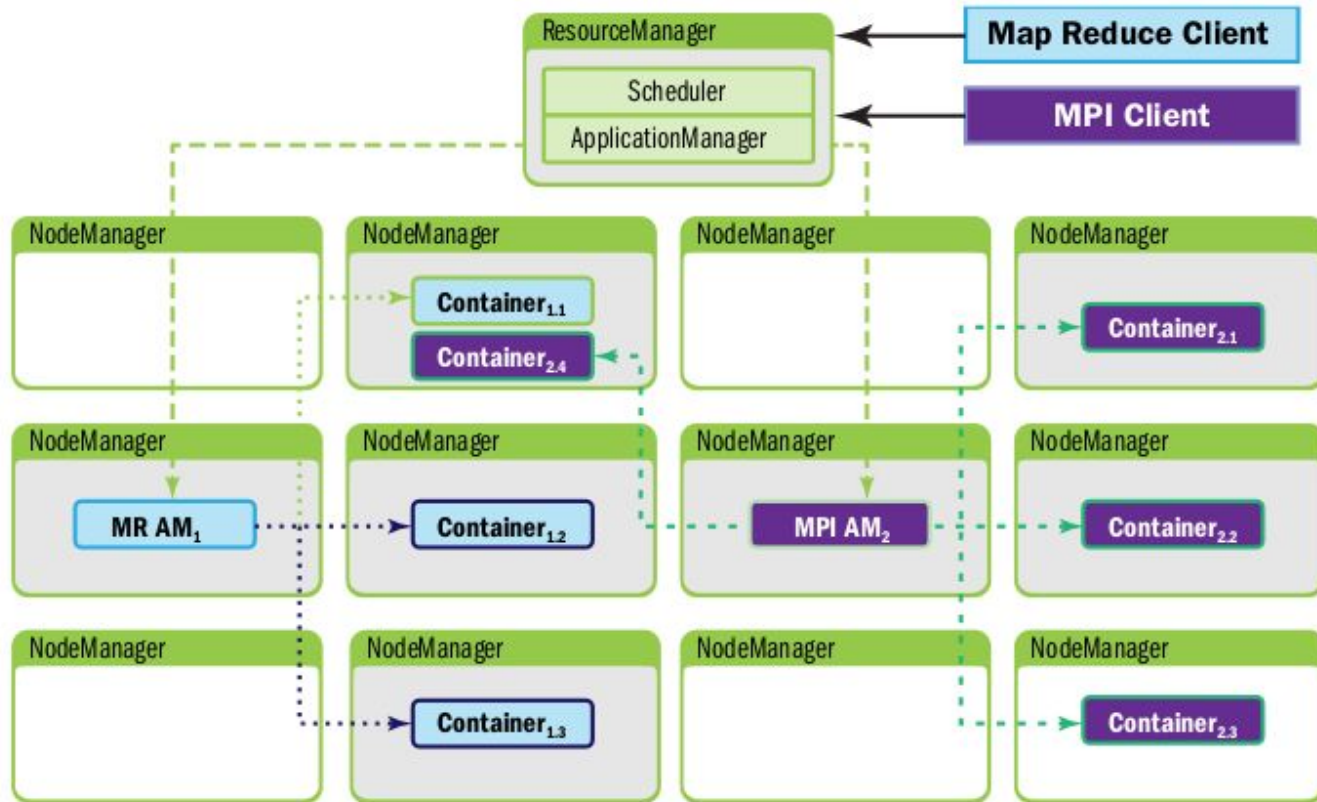 ResourceManager
Map Reduce Client
Scheduler
MPI Client
ApplicationManager
NodeManager
NodeManager
NodeManager
NodeManager
Container1.1
Container2.4
Container2.1
NodeManager
NodeManager
NodeManager
NodeManager
MR AM1
Container1.2
MPI AM2
Container2.2
NodeManager
NodeManager
NodeManager
NodeManager
Container1.3
Container2.3